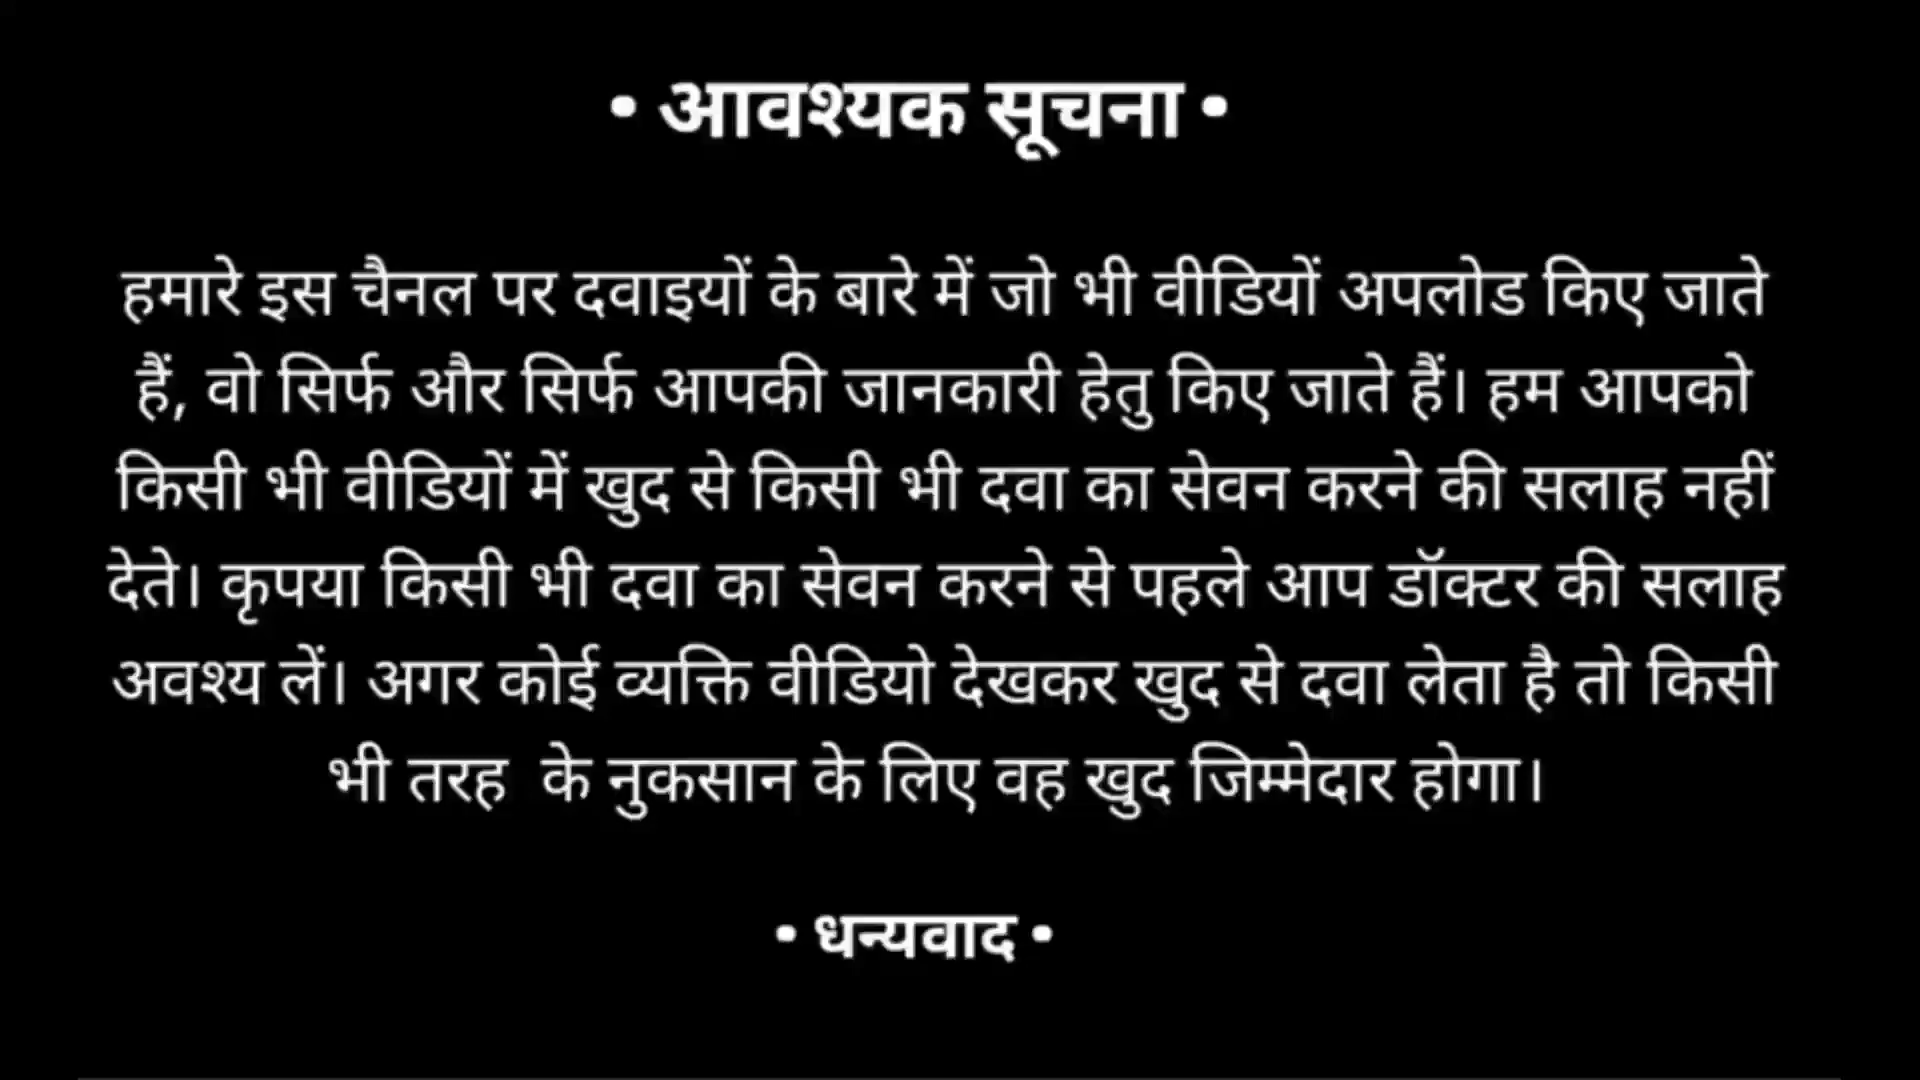 • आवश्यक सूचना •
हमारे इस चैनल पर दवाइयों के बारे में जो भी वीडियों अपलोड किए जाते
हैं, वो सिर्फ और सिर्फ आपकी जानकारी हेतु किए जाते हैं। हम आपको
किसी भी वीडियों में खुद से किसी भी दवा का सेवन करने की सलाह नहीं
देते। कृपया किसी भी दवा का सेवन करने से पहले आप डॉक्टर की सलाह
अवश्य लें। अगर कोई व्यक्ति वीडियो देखकर खुद से दवा लेता है तो किसी
भी तरह के नुकसान के लिए वह खुद जिम्मेदार होगा।
• धन्यवाद •